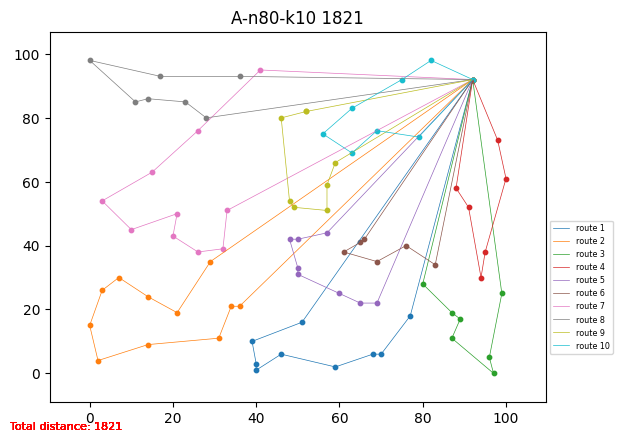 A-n80-k10 1821
100
80
60
40
20
0
0 20 40 60 80 100
route 1
route 2
route 3
route 4
route 5
route 6
route 7
route 8
route 9
route 10
Total distance: 1821